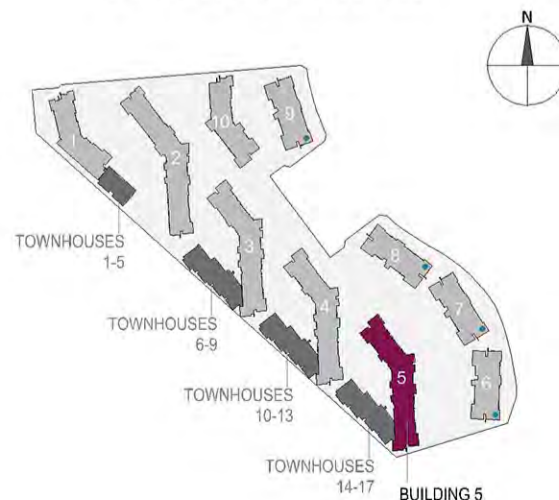 N
9
10
1
2
TOWNHOUSES
1-5
3
8
TOWNHOUSES
6-9
4
7
TOWNHOUSES
10-13
5
6
TOWNHOUSES
14-17
BUILDING 5